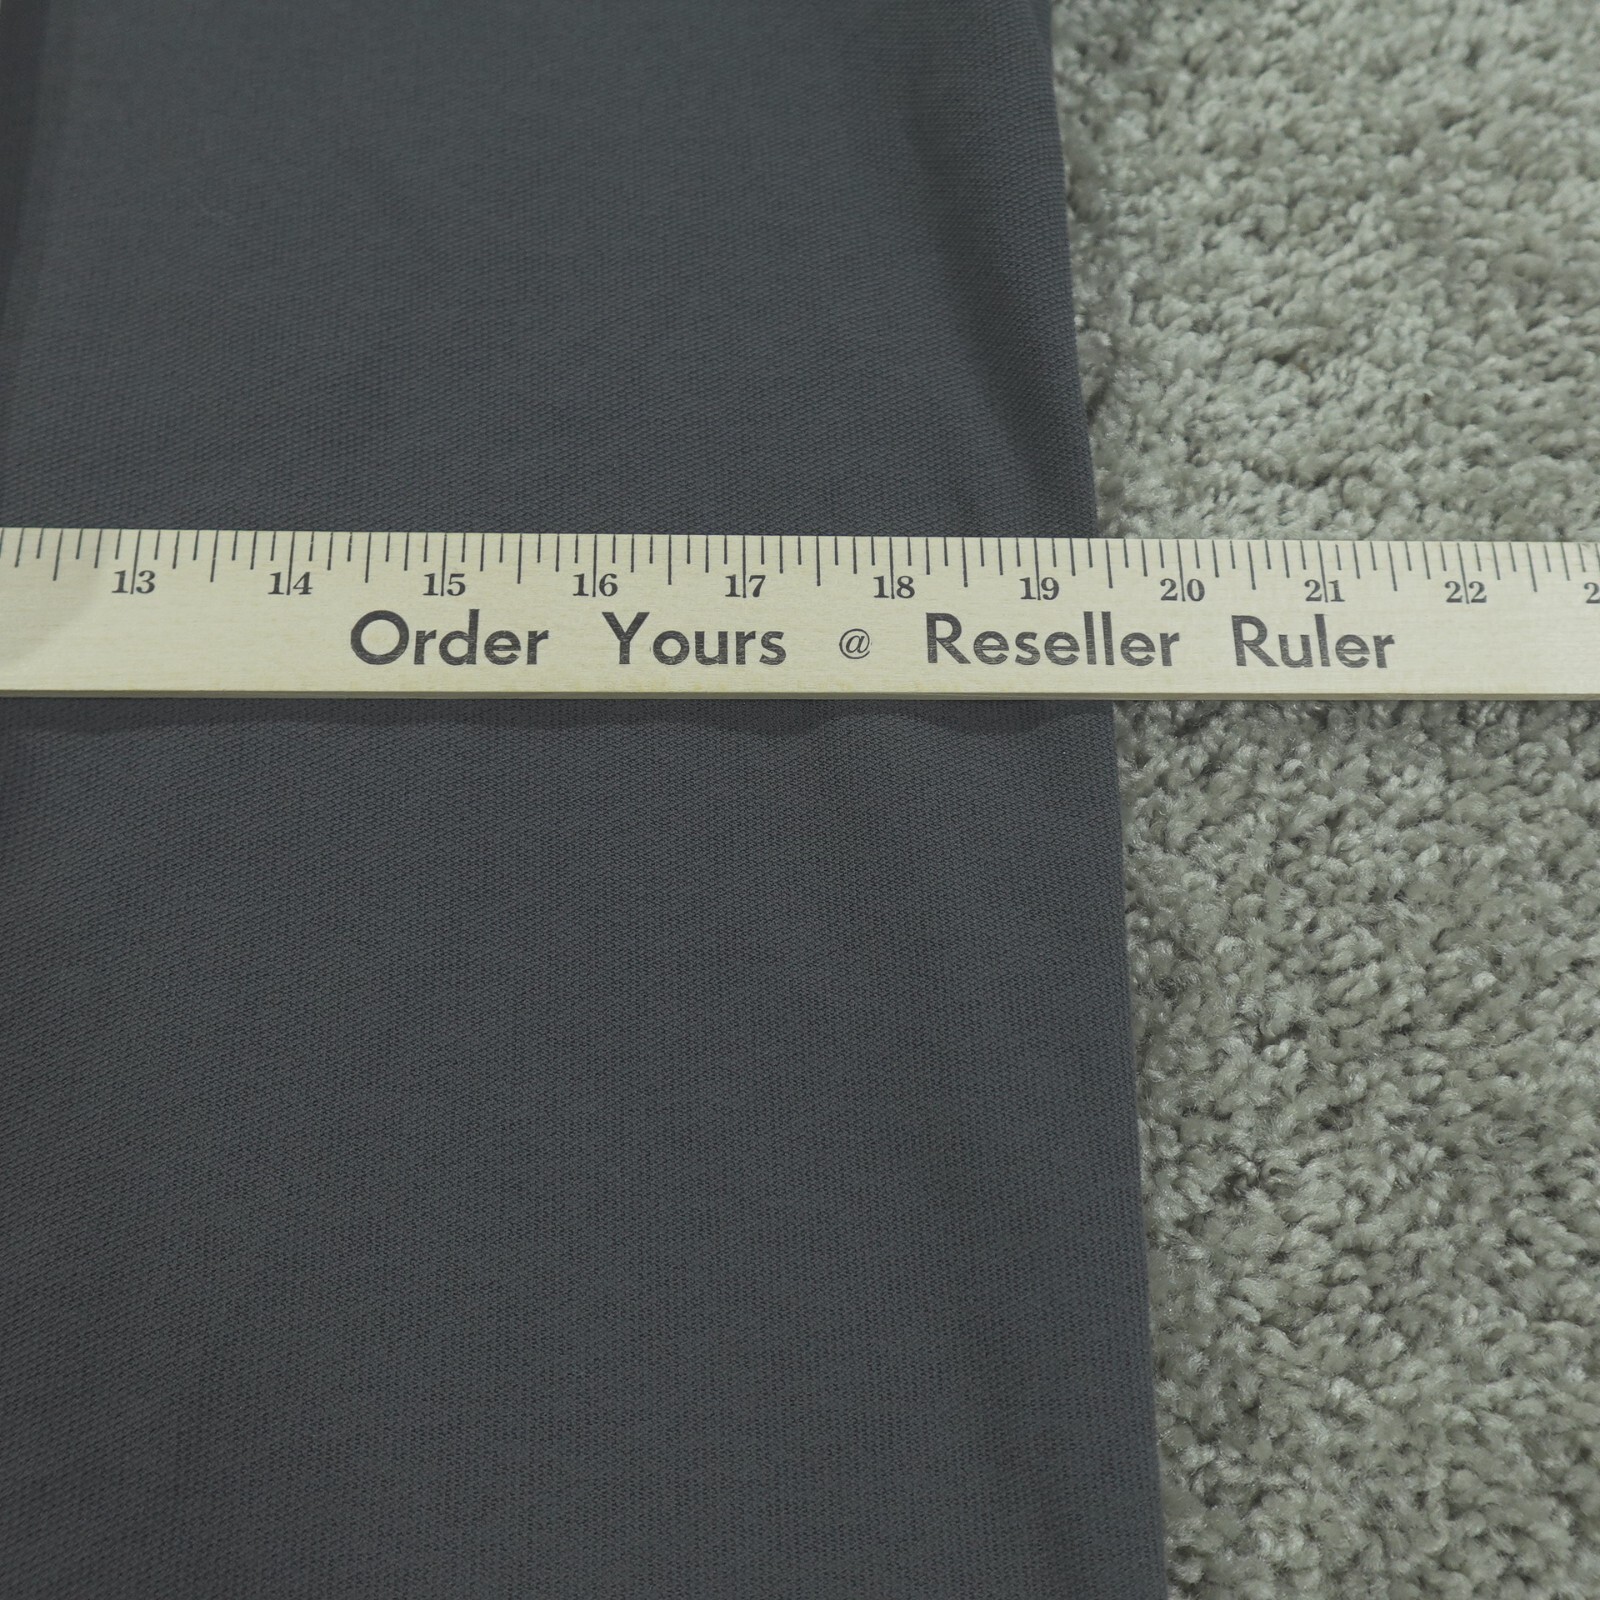 13 14 15 16 17 18 19 20 21 22
Order Yours @ Reseller Ruler